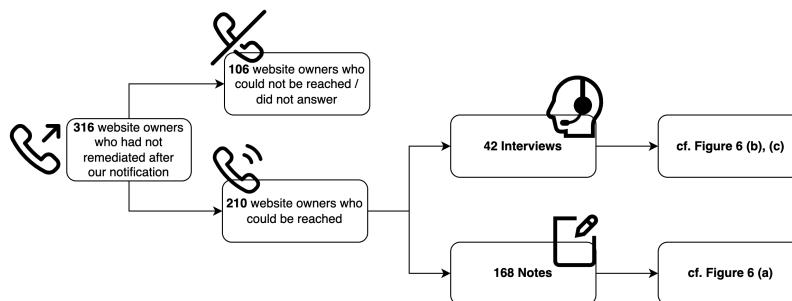 106 website owners who
could not be reached /
did not answer
316 website owners
who had not
remediated after
our notification
210 website owners who
could be reached
42 Interviews
cf. Figure 6 (b), (c)
168 Notes
cf. Figure 6 (a)